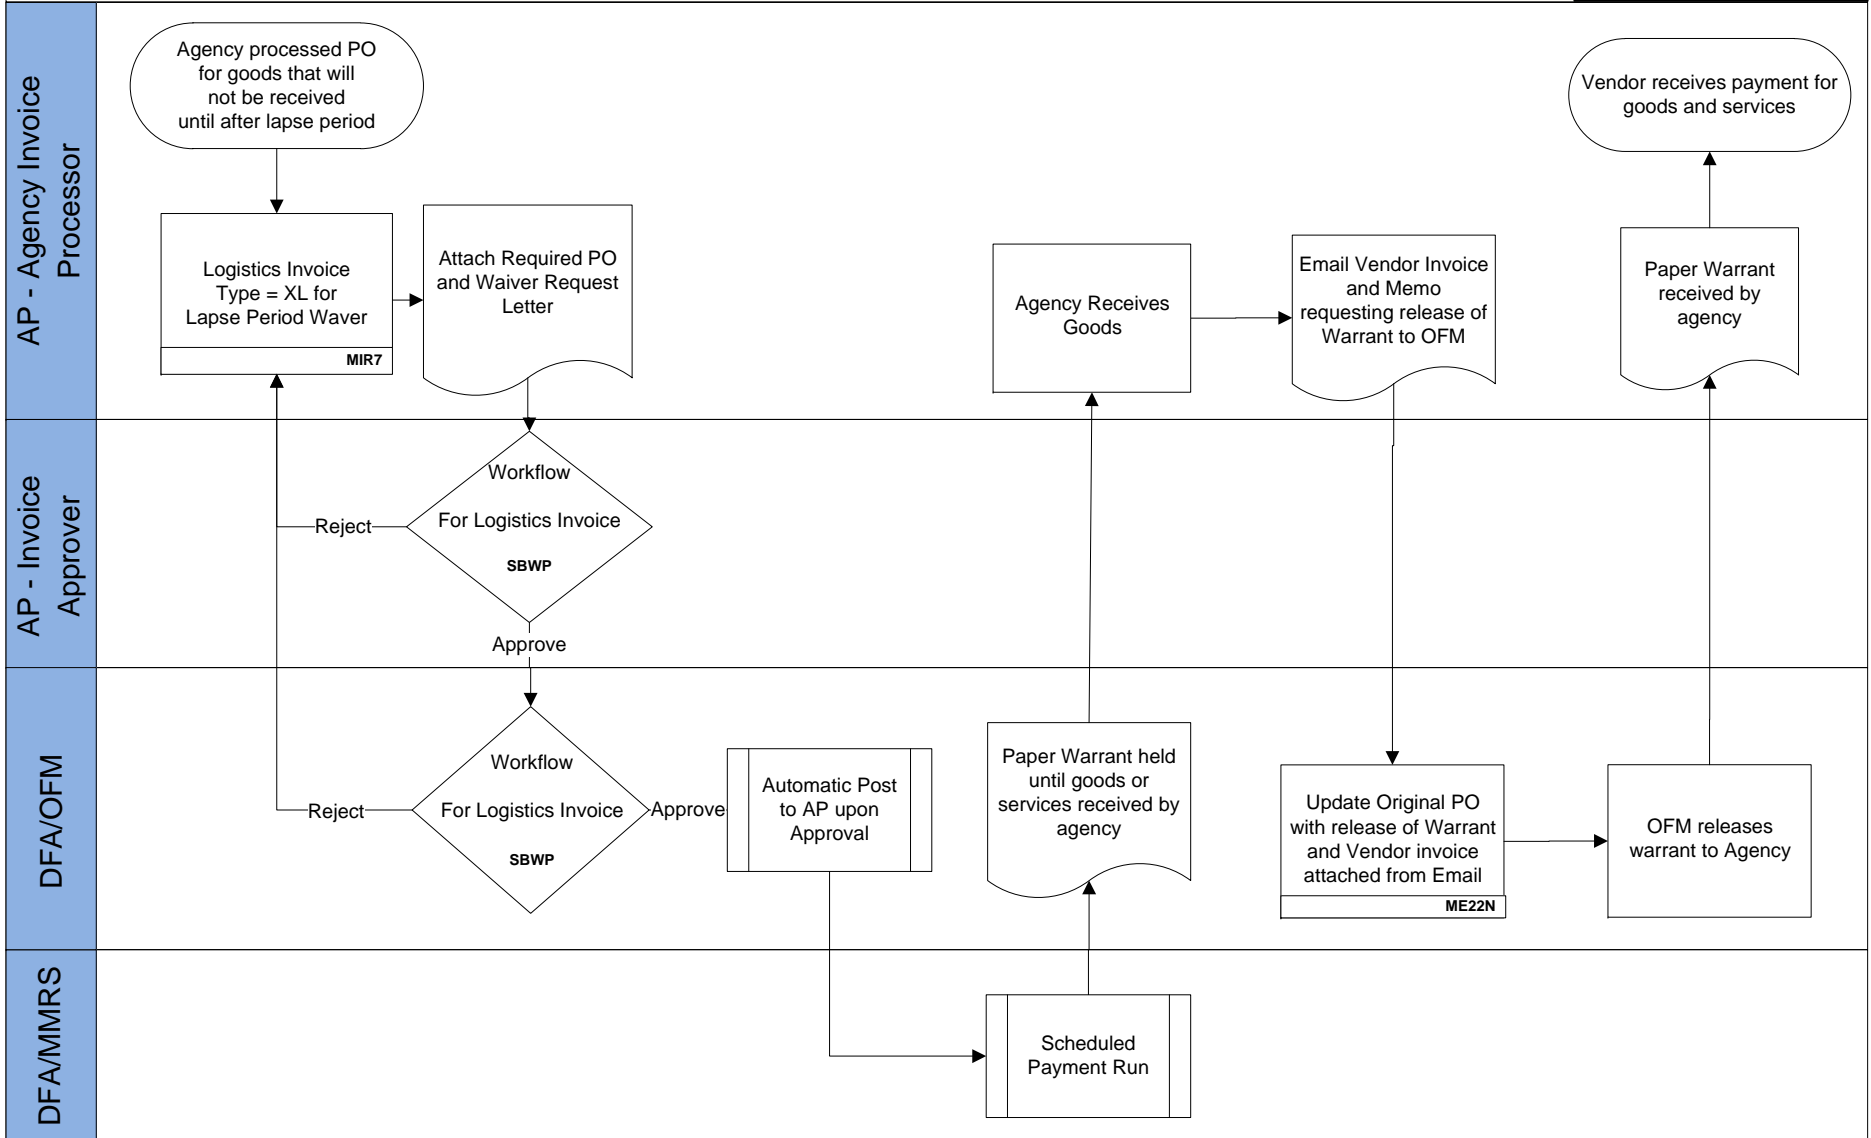 AP - Agency Invoice
Processor
Agency processed PO
for goods that will
not be received
until after lapse period
Logistics Invoice
Type = XL for
Lapse Period Waver
MIR7
Attach Required PO
and Waiver Request
Letter
Agency Receives
Goods
Email Vendor Invoice
and Memo
requesting release of
Warrant to OFM
Vendor receives payment for
goods and services
Paper Warrant
received by
agency
AP - Invoice
Approver
Workflow
For Logistics Invoice
SBWP
Reject
Approve
DFA/OFM
Workflow
For Logistics Invoice
SBWP
Reject
Approve
Automatic Post
to AP upon
Approval
Paper Warrant held
until goods or
services received by
agency
Update Original PO
with release of Warrant
and Vendor invoice
attached from Email
ME22N
OFM releases
warrant to Agency
DFA/MMRS
Scheduled
Payment Run